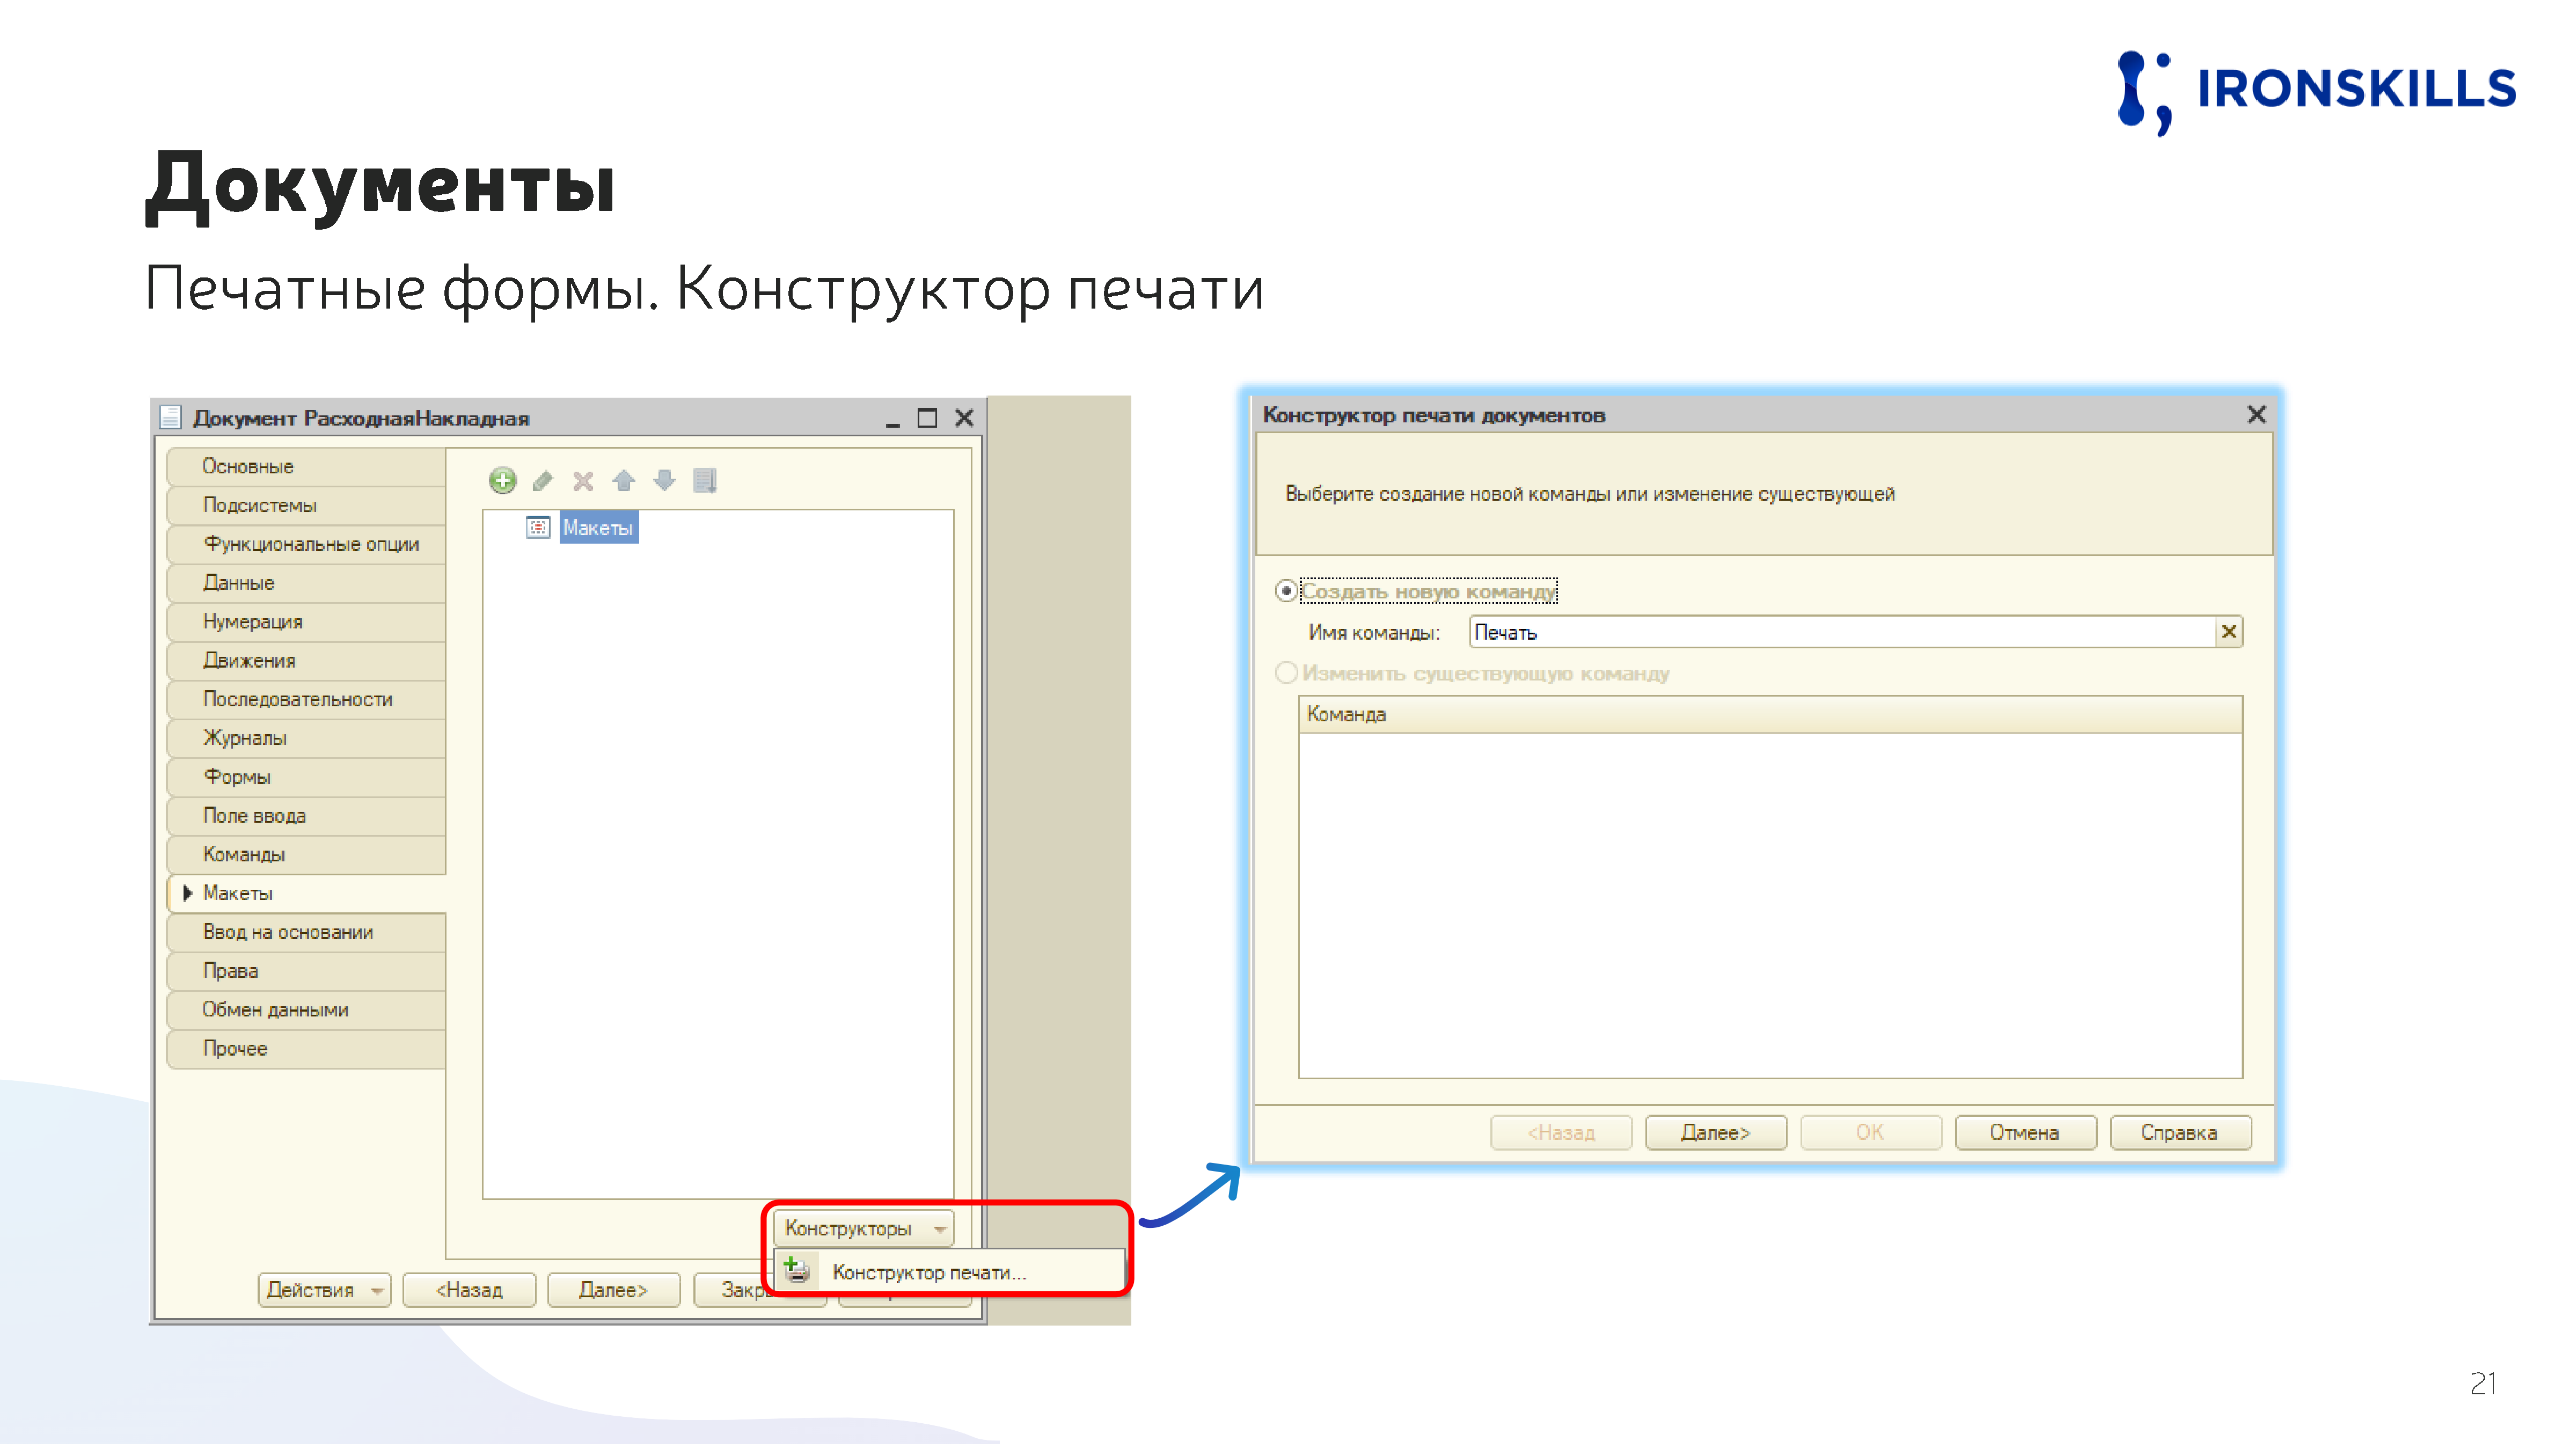 IRONSKILLS
Документы
Печатные формы. Конструктор печати
Документ РасходнаяНакладная
Основные
Подсистемы
Функциональные опции
Данные
Нумерация
Движения
Последовательности
Журналы
Формы
Поле ввода
Команды
Макеты
Ввод на основании
Права
Обмен данными
Прочее
Макеты
Конструкторы
Конструктор печати...
Действия
<Назад
Далее>
Конструктор печати документов
Выберите создание новой команды или изменение существующей
Создать новую команду
Имя команды: Печать
Изменить существующую команду
Команда
<Назад Далее> ОК Отмена Справка
21